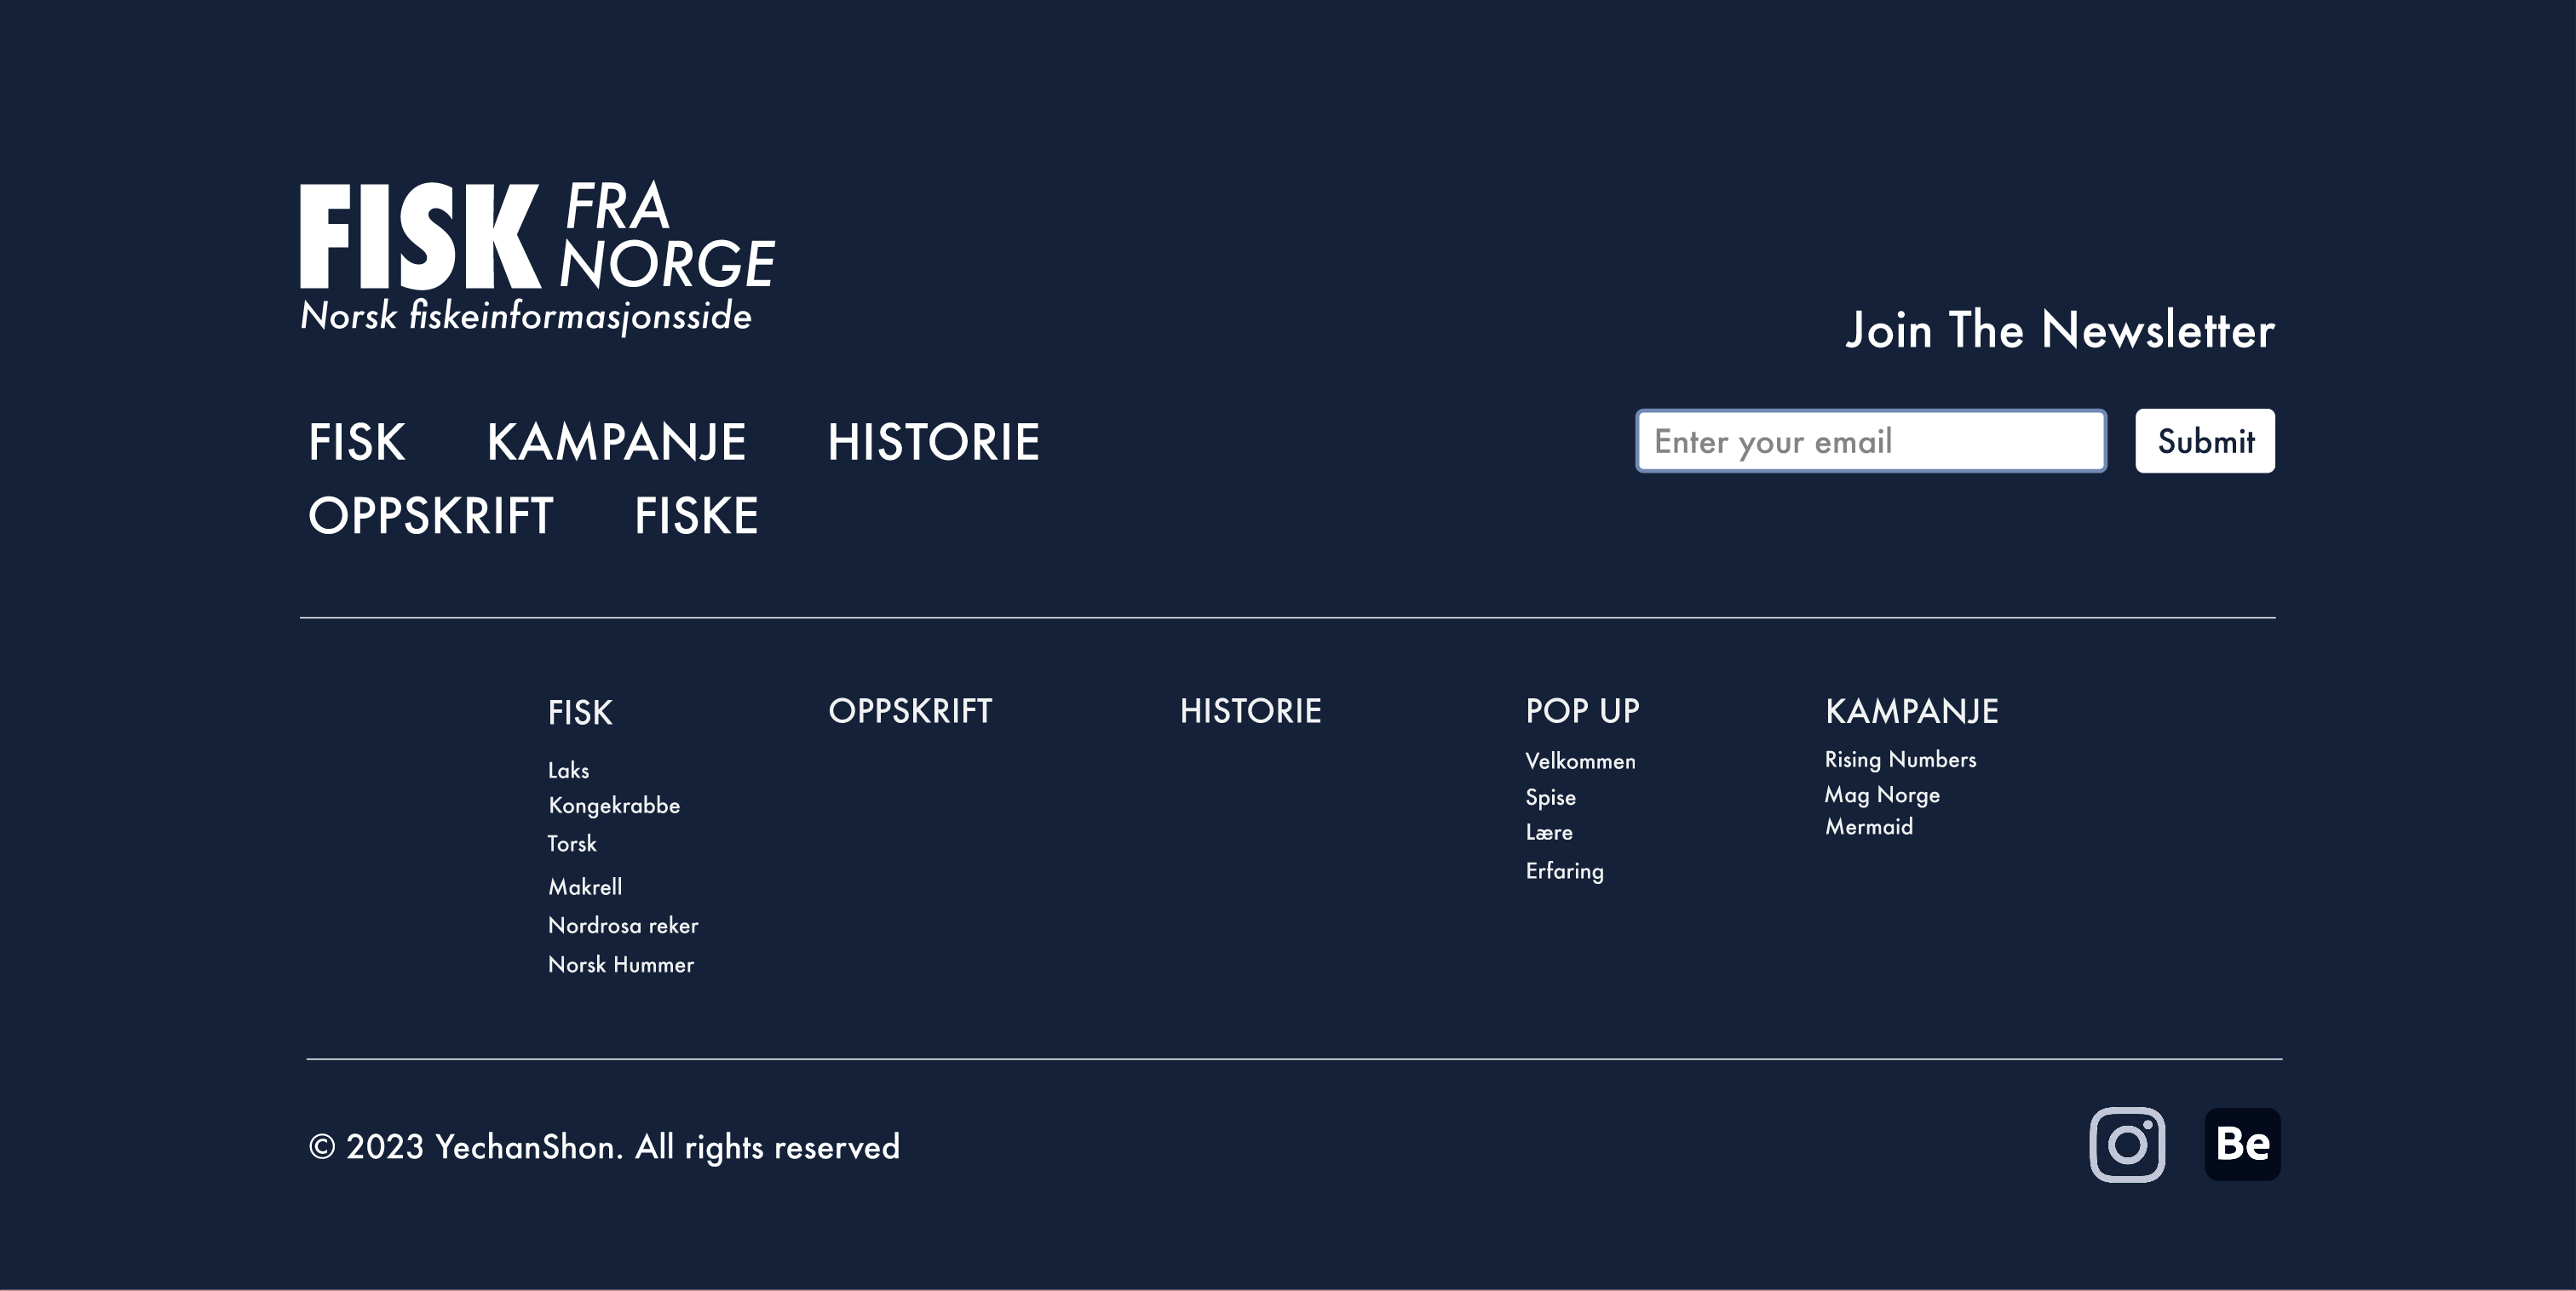 FISK FRA NORGE
Norsk fiskeinformasjonsside
Join The Newsletter
FISK KAMPANJE HISTORIE
OPPSKRIFT FISKE
Enter your email Submit
FISK
Laks
Kongekrabbe
Torsk
Makrell
Nordrosa reker
Norsk Hummer
OPPSKRIFT
HISTORIE
POP UP
Velkommen
Spise
Lære
Erfaring
KAMPANJE
Rising Numbers
Mag Norge
Mermaid
© 2023 YechanShon. All rights reserved
Be